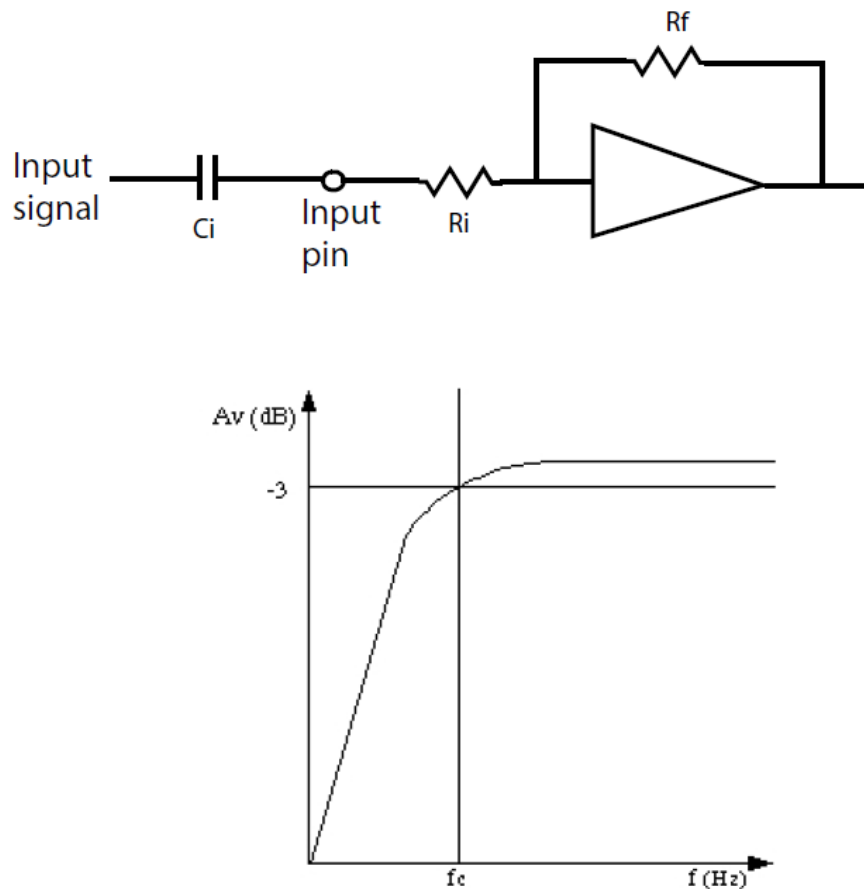 Rf
Input
signal
Ci
Input
pin
Ri
Av (dB)
-3
fc
f (Hz)